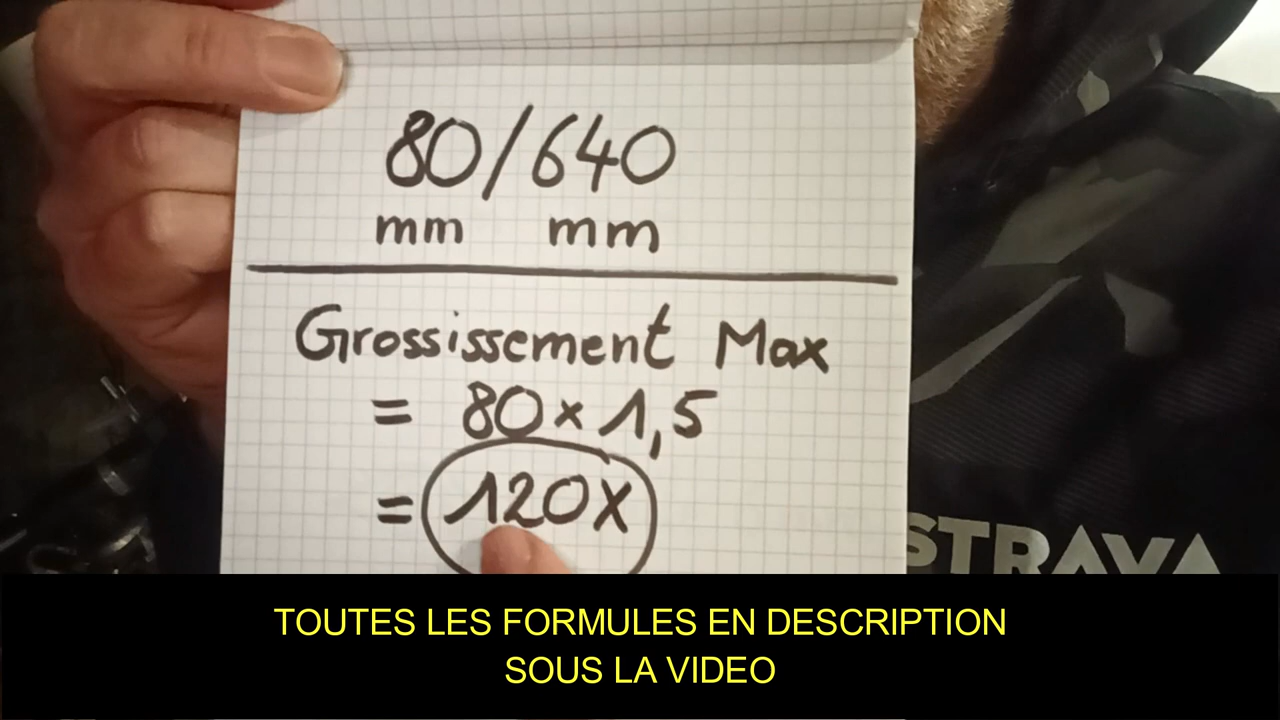 80/640
mm mm
Grossissement Max
= 80 x 1,5
= 120X
STRAVA
TOUTES LES FORMULES EN DESCRIPTION
SOUS LA VIDEO